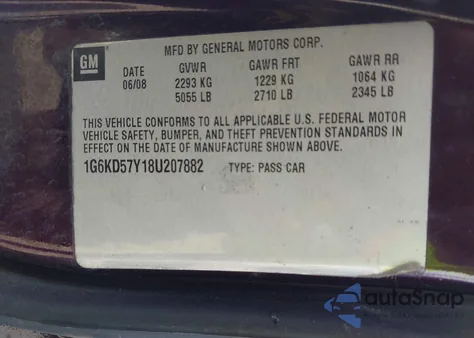 GM
MFD BY GENERAL MOTORS CORP.
DATE GVWR GAWR FRT GAWR RR
06/08 2293 KG 1229 KG 1064 KG
5055 LB 2710 LB 2345 LB
THIS VEHICLE CONFORMS TO ALL APPLICABLE U.S. FEDERAL MOTOR
VEHICLE SAFETY, BUMPER, AND THEFT PREVENTION STANDARDS IN
EFFECT ON THE DATE OF MANUFACTURE SHOWN ABOVE.
1G6KD57Y18U207882 TYPE: PASS CAR
autoSnap